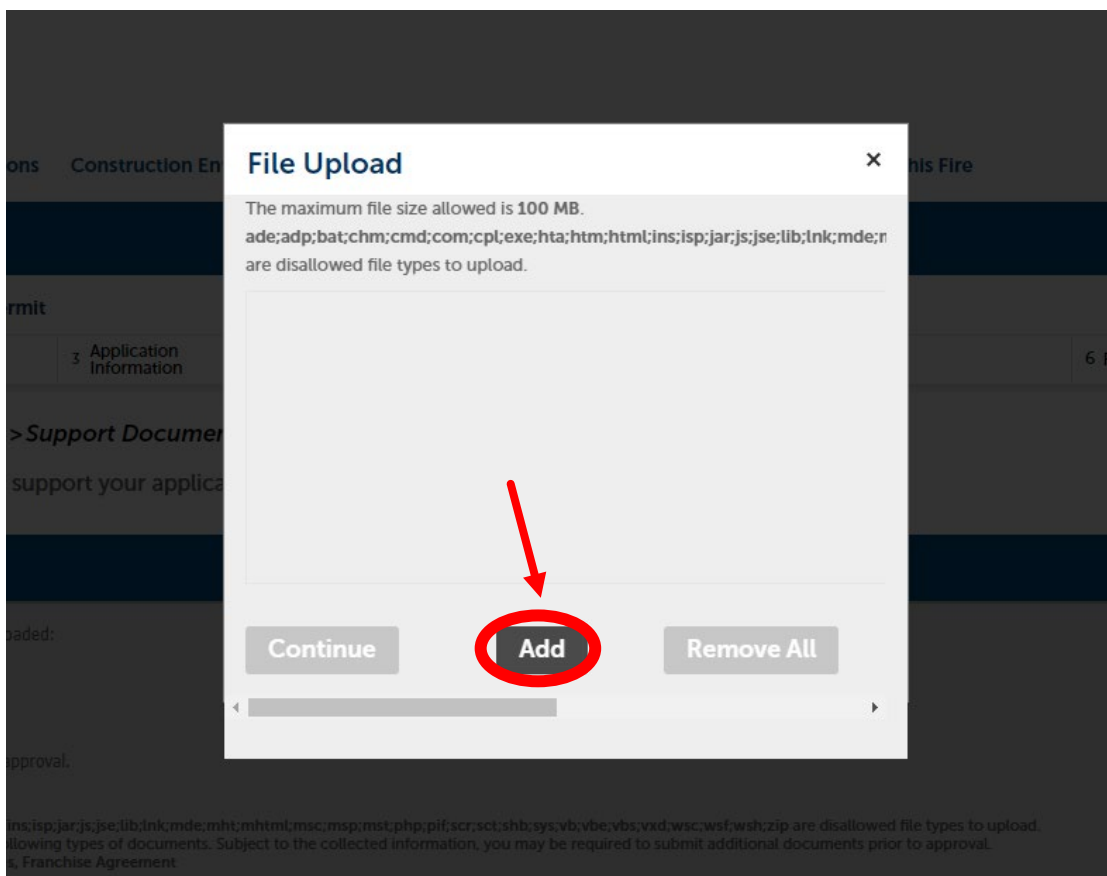 ons Construction En his Fire
File Upload ×
The maximum file size allowed is 100 MB.
ade;adp;bat;chm;cmd;com;cpl;exe;hta;htm;html;ins;isp;jar;js;jse;lib;lnk;mde;
are disallowed file types to upload.
rmit
3 Application Information 6
>Support Documen
support your applica
oaded:
Continue Add Remove All
approval.
ins;isp;jar;js;jse;lib;lnk;mde;mht;mhtml;msc;msp;mst;php;pif;scr;sct;shb;sys;vb;vbe;vbs;vxd;wsc;wsf;wsh;zip are disallowed file types to upload.
llowing types of documents. Subject to the collected information, you may be required to submit additional documents prior to approval.
s, Franchise Agreement